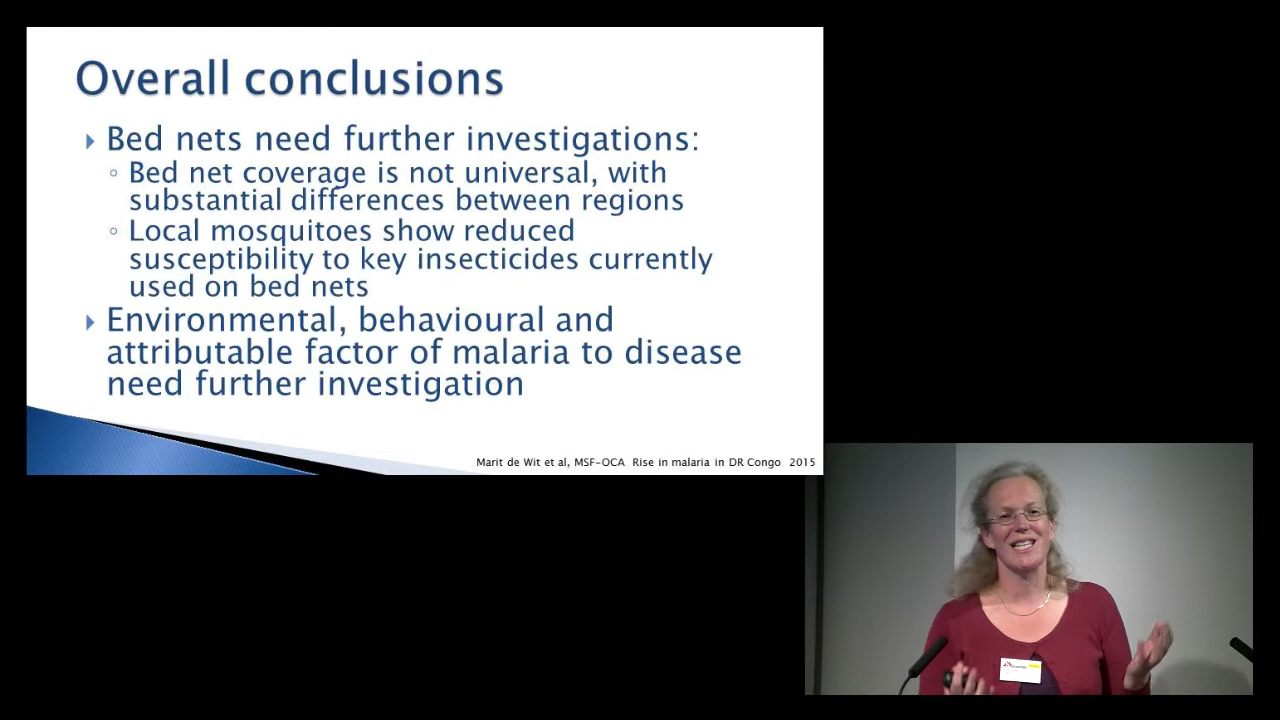 Overall conclusions
Bed nets need further investigations:
Bed net coverage is not universal, with
substantial differences between regions
Local mosquitoes show reduced
susceptibility to key insecticides currently
used on bed nets
Environmental, behavioural and
attributable factor of malaria to disease
need further investigation
Marit de Wit et al, MSF-OCA Rise in malaria in DR Congo 2015